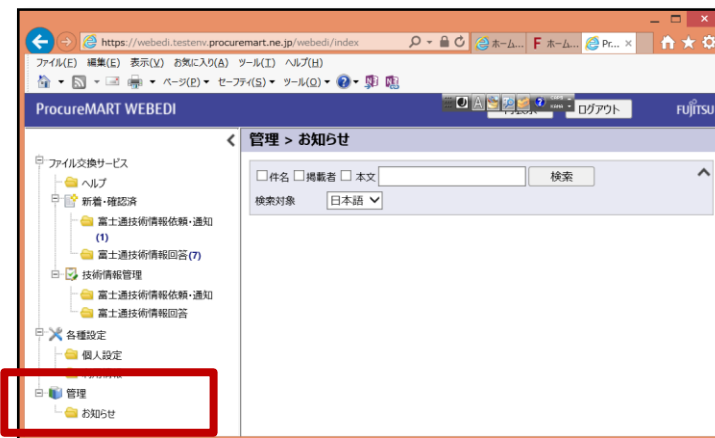 https://webedi.testenv.procuremart.ne.jp/webedi/index
ホーム...
F ホーム...
Pr... ×
ファイル(F) 編集(E) 表示(V) お気に入り(A) ツール(T) ヘルプ(H)
ページ(P) セーフティ(S) ツール(O)
ProcureMART WEBEDI
ログアウト
FUJITSU
管理 > お知らせ
ファイル交換サービス
ヘルプ
新着・確認済
富士通技術情報依頼・通知
(1)
富士通技術情報回答(7)
技術情報管理
富士通技術情報依頼・通知
富士通技術情報回答
各種設定
個人設定
管理
お知らせ
件名 掲載者 本文
検索
検索対象 日本語